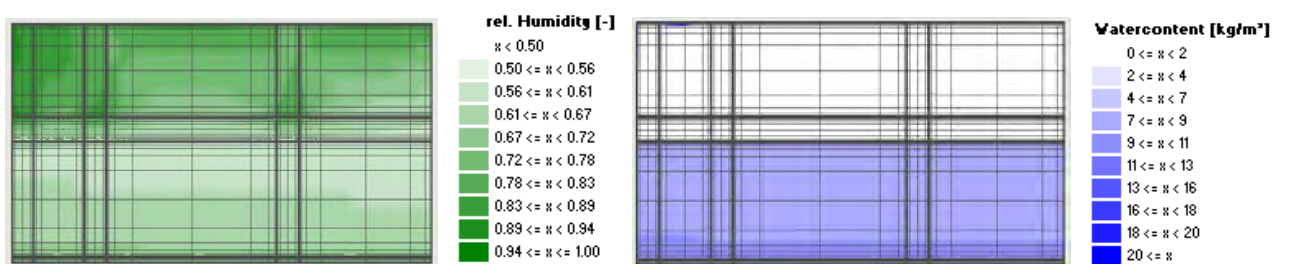 rel. Humidity [-]
x < 0.50
0.50 <= x < 0.56
0.56 <= x < 0.61
0.61 <= x < 0.67
0.67 <= x < 0.72
0.72 <= x < 0.78
0.78 <= x < 0.83
0.83 <= x < 0.89
0.89 <= x < 0.94
0.94 <= x <= 1.00
Watercontent [kg/m³]
0 <= x < 2
2 <= x < 4
4 <= x < 7
7 <= x < 9
9 <= x < 11
11 <= x < 13
13 <= x < 16
16 <= x < 18
18 <= x < 20
20 <= x